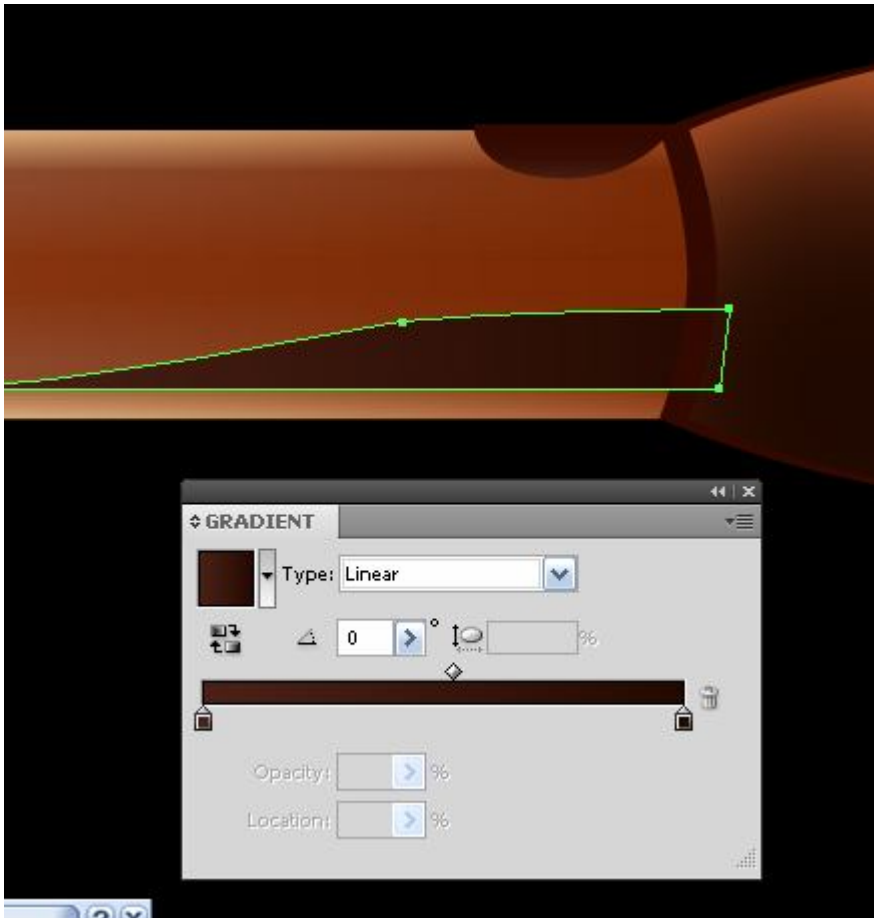 GRADIENT
Type: Linear
0 ° %
Opacity: %
Location: %